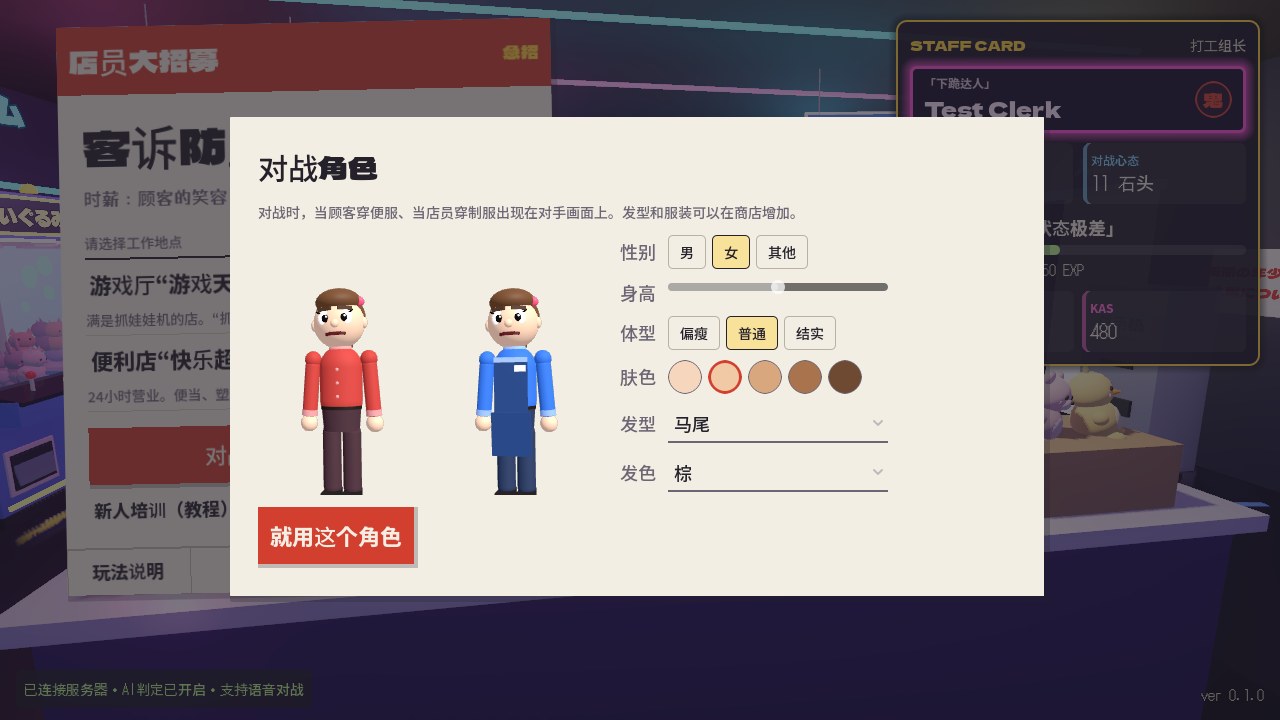 店员大招募
急招
STAFF CARD
打工组长
「下跪达人」
Test Clerk
客诉防
时薪：顾客的笑容
请选择工作地点
游戏厅“游戏天
满是抓娃娃机的店。“抓
便利店“快乐超
24小时营业。便当、塑
新人培训（教程）
玩法说明
对战角色
对战时，当顾客穿便服、当店员穿制服出现在对手画面上。发型和服装可以在商店增加。
性别
男
女
其他
身高
体型
偏瘦
普通
结实
肤色
发型
马尾
发色
棕
就用这个角色
对战心态
11 石头
状态极差」
50 EXP
KAS
480
いぐるみ
已连接服务器・AI判定已开启・支持语音对战
ver 0.1.0